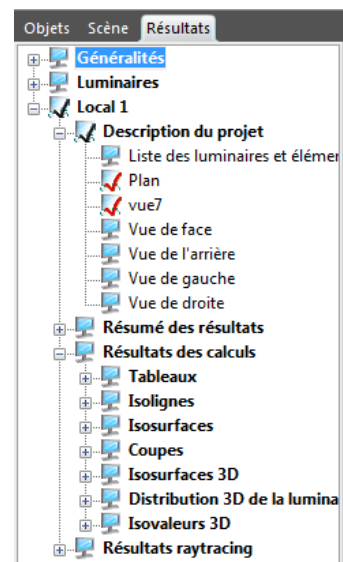 Objets Scène Résultats
Généralités
Luminaires
Local 1
Description du projet
Liste des luminaires et élémer
Plan
vue7
Vue de face
Vue de l'arrière
Vue de gauche
Vue de droite
Résumé des résultats
Résultats des calculs
Tableaux
Isolignes
Isosurfaces
Coupes
Isosurfaces 3D
Distribution 3D de la lumina
Isovaleurs 3D
Résultats raytracing